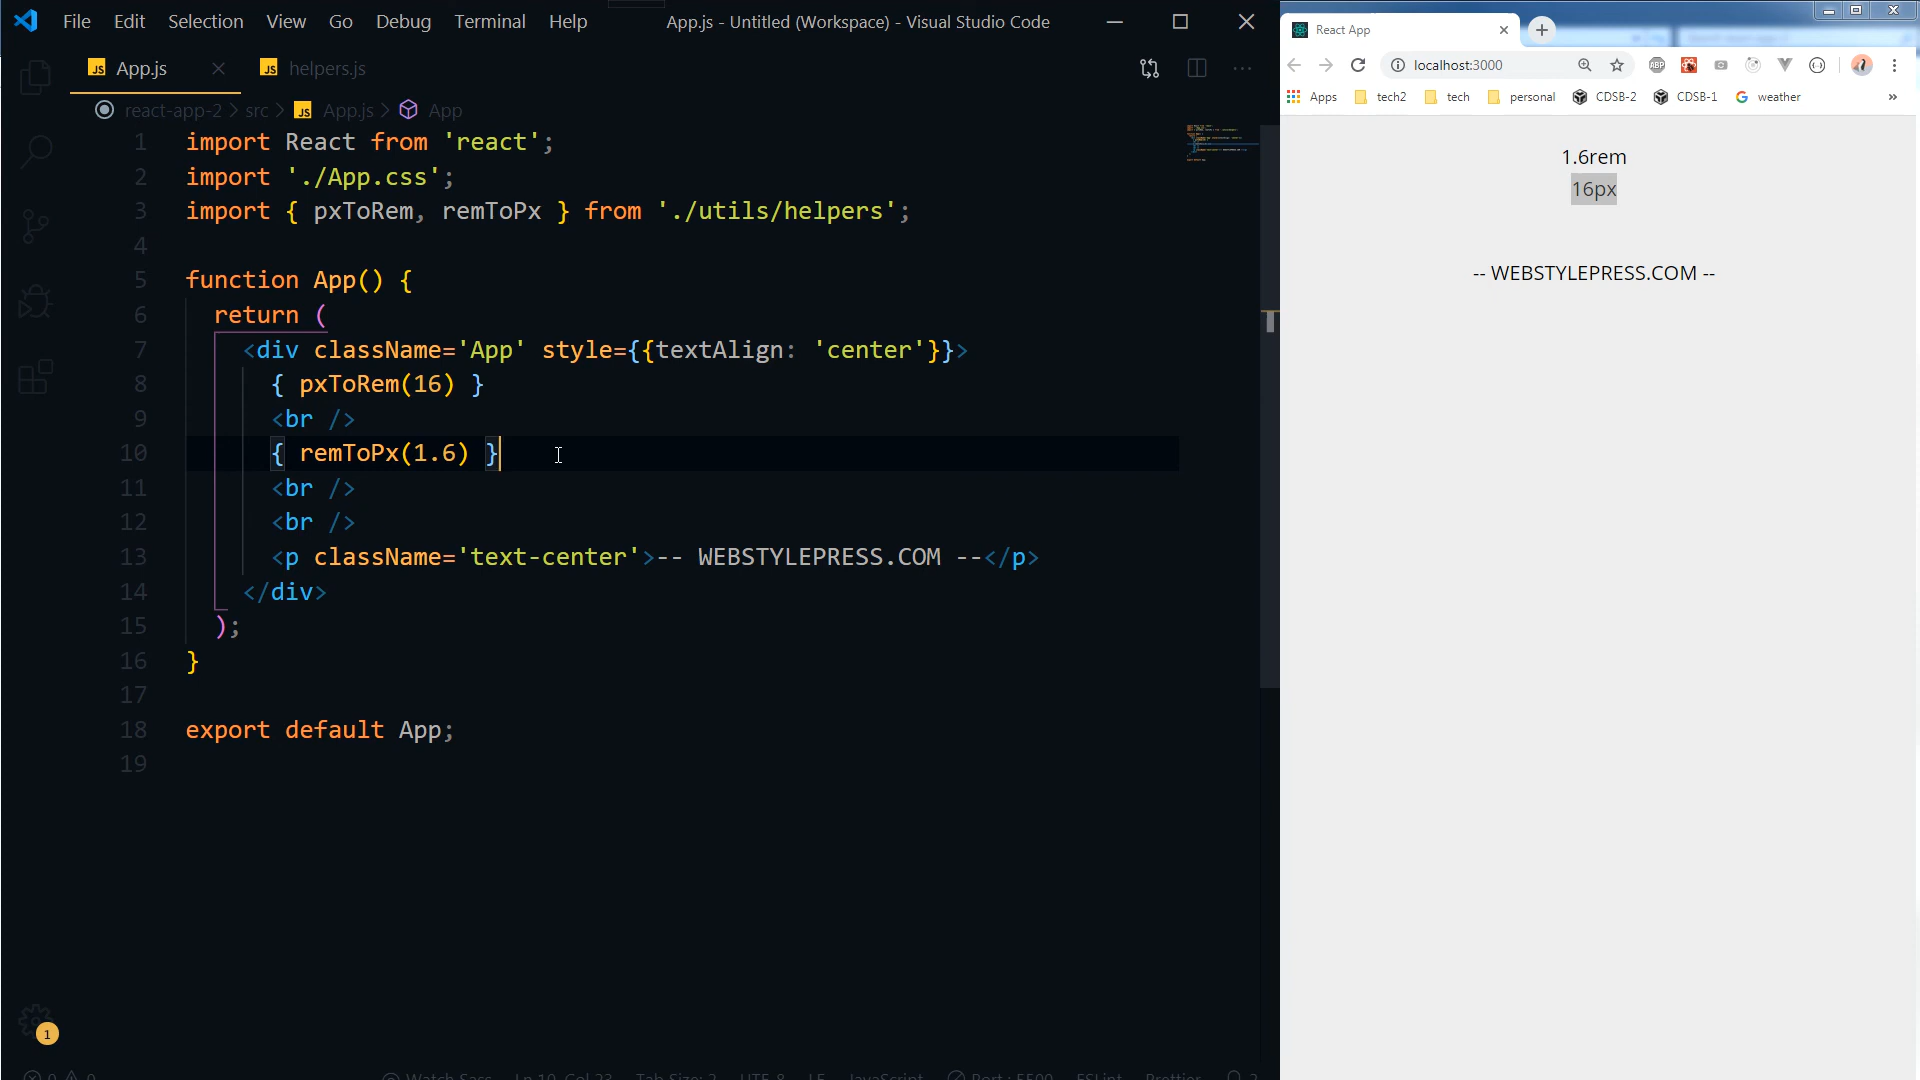 File Edit Selection View Go Debug Terminal Help App.js - Untitled (Workspace) - Visual Studio Code
JS App.js JS helpers.js
react-app-2 > src > JS App.js > App
1 import React from 'react';
2 import './App.css';
3 import { pxToRem, remToPx } from './utils/helpers';
4
5 function App() {
6 return (
7 <div className='App' style={{textAlign: 'center'}}>
8 { pxToRem(16) }
9 <br />
10 { remToPx(1.6) }
11 <br />
12 <br />
13 <p className='text-center'>-- WEBSTYLEPRESS.COM --</p>
14 </div>
15 );
16 }
17
18 export default App;
19
1
React App
localhost:3000 ABP
Apps tech2 tech personal CDSB-2 CDSB-1 weather »
1.6rem
16px
-- WEBSTYLEPRESS.COM --